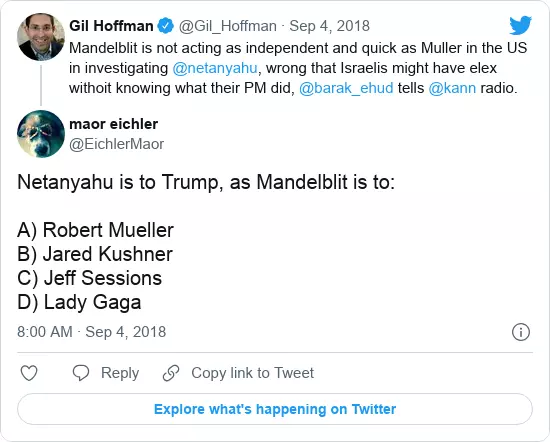 Gil Hoffman @Gil_Hoffman · Sep 4, 2018
Mandelblit is not acting as independent and quick as Muller in the US
in investigating @netanyahu, wrong that Israelis might have elex
withoit knowing what their PM did, @barak_ehud tells @kann radio.
maor eichler
@EichlerMaor
Netanyahu is to Trump, as Mandelblit is to:
A) Robert Mueller
B) Jared Kushner
C) Jeff Sessions
D) Lady Gaga
8:00 AM · Sep 4, 2018
Reply Copy link to Tweet
Explore what's happening on Twitter